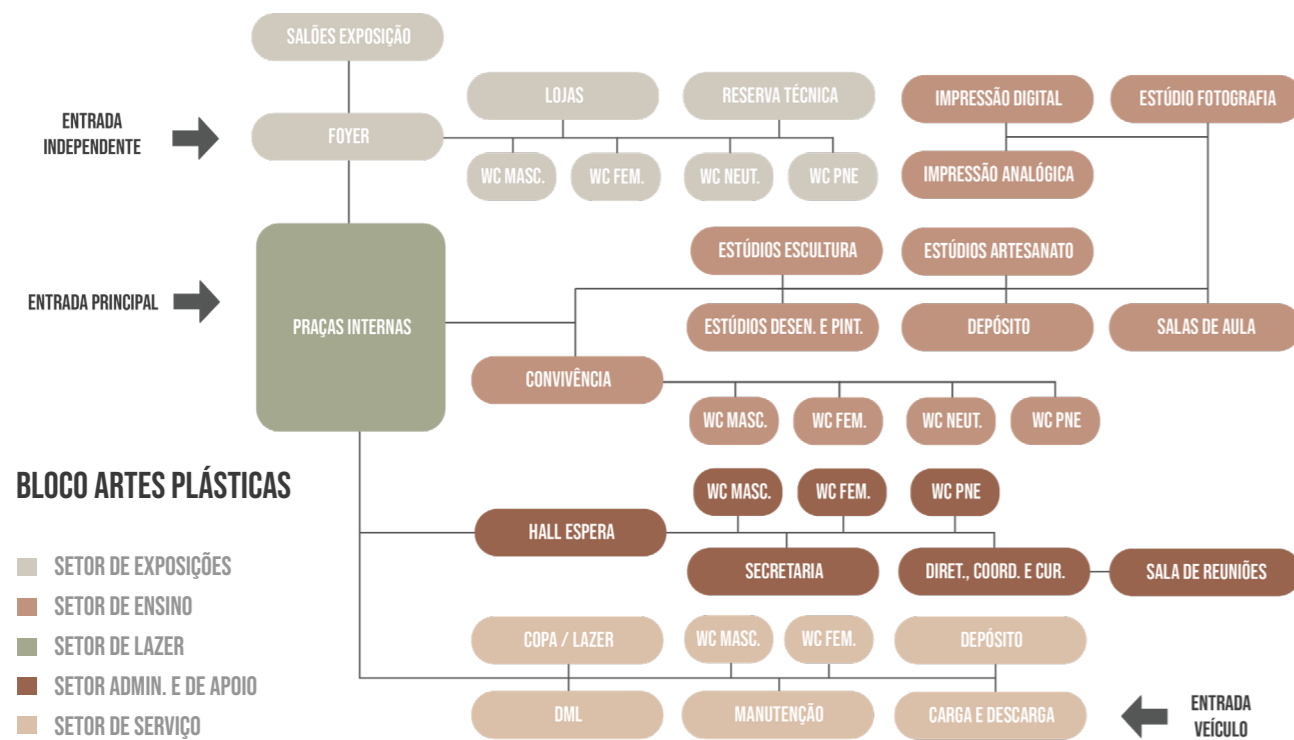 SALÕES EXPOSIÇÃO
ENTRADA
INDEPENDENTE
FOYER
LOJAS
RESERVA TÉCNICA
WC MASC.
WC FEM.
WC NEUT.
WC PNE
IMPRESSÃO DIGITAL
ESTÚDIO FOTOGRAFIA
IMPRESSÃO ANALÓGICA
ENTRADA PRINCIPAL
PRAÇAS INTERNAS
ESTÚDIOS ESCULTURA
ESTÚDIOS ARTESANATO
ESTÚDIOS DESEN. E PINT.
DEPÓSITO
SALAS DE AULA
CONVIVÊNCIA
WC MASC.
WC FEM.
WC NEUT.
WC PNE
WC MASC.
WC FEM.
WC PNE
HALL ESPERA
SECRETARIA
DIRET., COORD. E CUR.
SALA DE REUNIÕES
COPA / LAZER
WC MASC.
WC FEM.
DEPÓSITO
DML
MANUTENÇÃO
CARGA E DESCARGA
ENTRADA
VEÍCULO
BLOCO ARTES PLÁSTICAS
SETOR DE EXPOSIÇÕES
SETOR DE ENSINO
SETOR DE LAZER
SETOR ADMIN. E DE APOIO
SETOR DE SERVIÇO